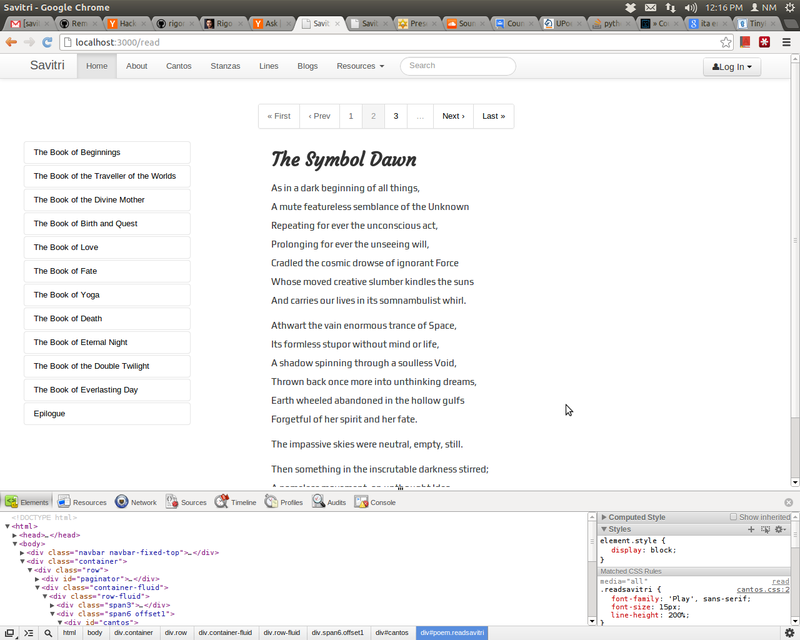 Savitri - Google Chrome
12:16 PM
NM
[savi
Rem
Hack
rigo
Rigo
Ask
Savit
Savit
Pres
Soun
Cous
UPo
pyth
» Co
ita e
Tiny
localhost:3000/read
Savitri
Home
About
Cantos
Stanzas
Lines
Blogs
Resources
Search
Log In
« First
‹ Prev
1
2
3
...
Next ›
Last »
The Book of Beginnings
The Book of the Traveller of the Worlds
The Book of the Divine Mother
The Book of Birth and Quest
The Book of Love
The Book of Fate
The Book of Yoga
The Book of Death
The Book of Eternal Night
The Book of the Double Twilight
The Book of Everlasting Day
Epilogue
The Symbol Dawn
As in a dark beginning of all things,
A mute featureless semblance of the Unknown
Repeating for ever the unconscious act,
Prolonging for ever the unseeing will,
Cradled the cosmic drowse of ignorant Force
Whose moved creative slumber kindles the suns
And carries our lives in its somnambulist whirl.
Athwart the vain enormous trance of Space,
Its formless stupor without mind or life,
A shadow spinning through a soulless Void,
Thrown back once more into unthinking dreams,
Earth wheeled abandoned in the hollow gulfs
Forgetful of her spirit and her fate.
The impassive skies were neutral, empty, still.
Then something in the inscrutable darkness stirred;
Elements
Resources
Network
Sources
Timeline
Profiles
Audits
Console
<!DOCTYPE html>
<html>
<head>…</head>
<body>
<div class="navbar navbar-fixed-top">…</div>
<div class="container">
<div class="row">
<div id="paginator">…</div>
<div class="container-fluid">
<div class="row-fluid">
<div class="span3">…</div>
<div class="span6 offset1">
<div id="cantos">
Computed Style
Show inherited
Styles
element.style {
display: block;
}
Matched CSS Rules
media="all"
read
.readsavitri {
cantos.css:2
font-family: 'Play', sans-serif;
font-size: 15px;
line-height: 200%;
html
body
div.container
div.row
div.container-fluid
div.row-fluid
div.span6.offset1
div#cantos
div#poem.readsavitri